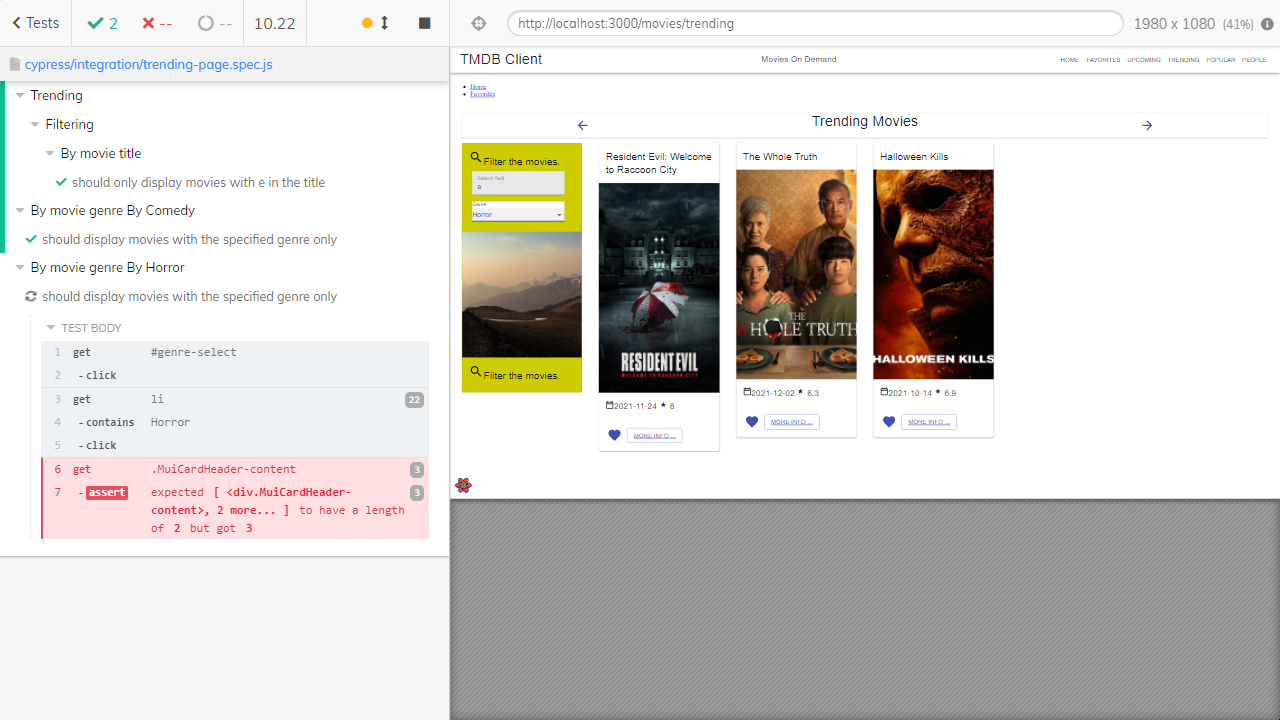 Tests
2
--
--
10.22
http://localhost:3000/movies/trending
1980 x 1080 (41%)
cypress/integration/trending-page.spec.js
Trending
Filtering
By movie title
should only display movies with e in the title
By movie genre By Comedy
should display movies with the specified genre only
By movie genre By Horror
should display movies with the specified genre only
TEST BODY
1 get #genre-select
2 -click
3 get li 22
4 -contains Horror
5 -click
6 get .MuiCardHeader-content 3
7 -assert expected [ <div.MuiCardHeader- 3
content>, 2 more... ] to have a length
of 2 but got 3
TMDB Client
Movies On Demand
HOME FAVORITES UPCOMING TRENDING POPULAR PEOPLE
Home
Favorites
Trending Movies
Filter the movies.
Search field
e
Genre
Horror
Filter the movies.
Resident Evil: Welcome
to Raccoon City
RESIDENT EVIL
WELCOME TO RACCOON CITY
2021-11-24 ★ 6
MORE INFO ...
The Whole Truth
THE
WHOLE TRUTH
2021-12-02 ★ 6.3
MORE INFO ...
Halloween Kills
HALLOWEEN KILLS
2021-10-14 ★ 6.9
MORE INFO ...